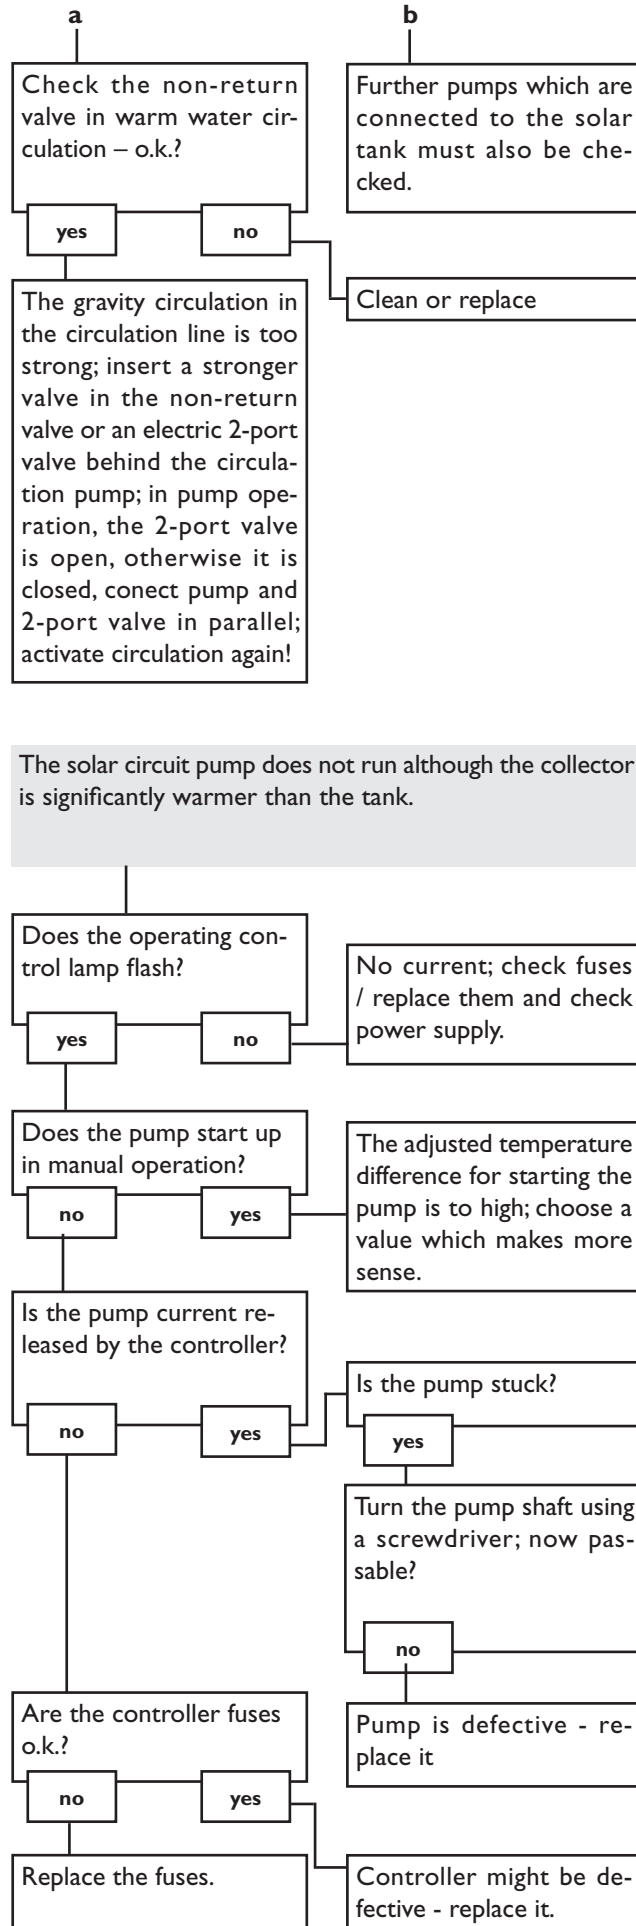 a
b
Check the non-return
valve in warm water cir-
culation – o.k.?
Further pumps which are
connected to the solar
tank must also be che-
cked.
yes
no
Clean or replace
The gravity circulation in
the circulation line is too
strong; insert a stronger
valve in the non-return
valve or an electric 2-port
valve behind the circula-
tion pump; in pump ope-
ration, the 2-port valve
is open, otherwise it is
closed, conect pump and
2-port valve in parallel;
activate circulation again!
The solar circuit pump does not run although the collector
is significantly warmer than the tank.
Does the operating con-
trol lamp flash?
No current; check fuses
/ replace them and check
power supply.
yes
no
Does the pump start up
in manual operation?
The adjusted temperature
difference for starting the
pump is to high; choose a
value which makes more
sense.
no
yes
Is the pump current re-
leased by the controller?
Is the pump stuck?
no
yes
yes
Turn the pump shaft using
a screwdriver; now pas-
sable?
no
Are the controller fuses
o.k.?
Pump is defective - re-
place it
no
yes
Replace the fuses.
Controller might be de-
fective - replace it.